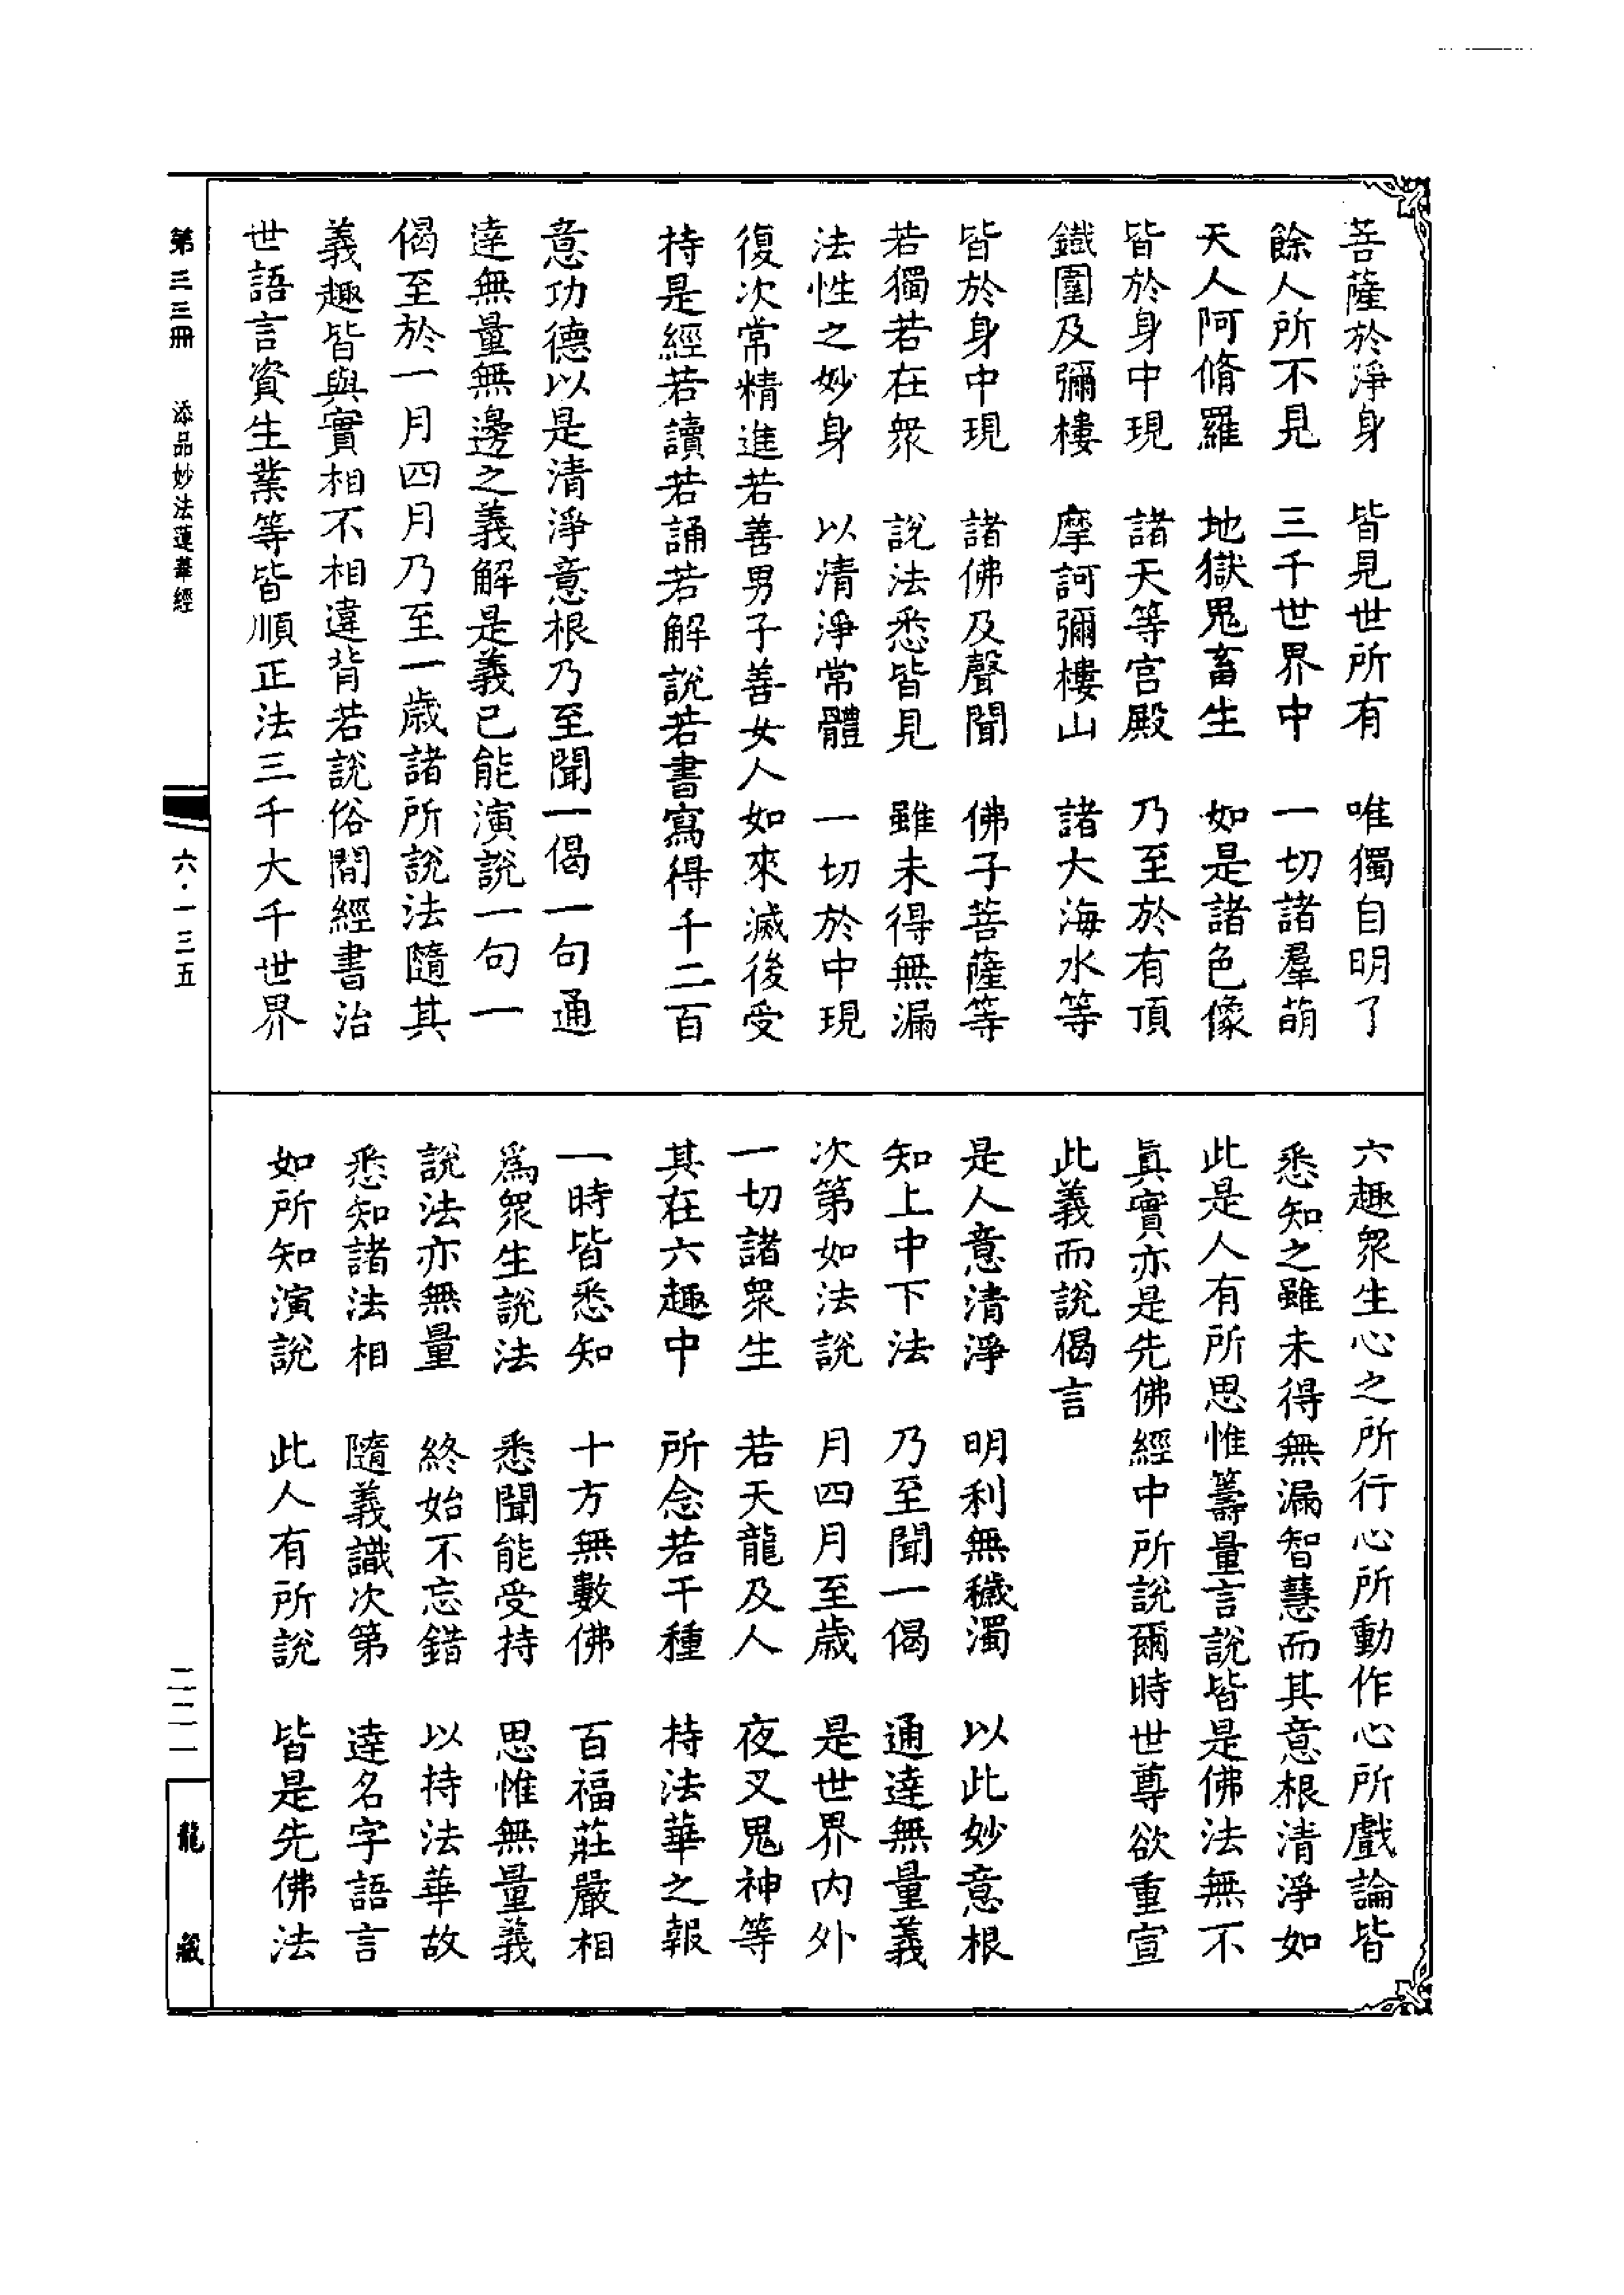 菩薩於淨身　皆見世所有　唯獨自明了
餘人所不見　三千世界中　一切諸羣萌
天人阿脩羅　地獄鬼畜生　如是諸色像
皆於身中現　諸天等宮殿　乃至於有頂
鐵圍及彌樓　摩訶彌樓山　諸大海水等
皆於身中現　諸佛及聲聞　佛子菩薩等
若獨若在衆　說法悉皆見　雖未得無漏
法性之妙身　以清淨常體　一切於中現
復次常精進若善男子善女人如來滅後受
持是經若讀若誦若解說若書寫得千二百
意功德以是清淨意根乃至聞一偈一句通
達無量無邊之義解是義已能演說一句一
偈至於一月四月乃至一歲諸所說法隨其
義趣皆與實相不相違背若說俗間經書治
世語言資生業等皆順正法三千大千世界
六趣衆生心之所行心所動作心所戲論皆
悉知之雖未得無漏智慧而其意根清淨如
此是人有所思惟籌量言說皆是佛法無不
眞實亦是先佛經中所說爾時世尊欲重宣
此義而說偈言
是人意清淨　明利無穢濁　以此妙意根
知上中下法　乃至聞一偈　通達無量義
次第如法說　月四月至歲　是世界內外
一切諸衆生　若天龍及人　夜叉鬼神等
其在六趣中　所念若干種　持法華之報
一時皆悉知　十方無數佛　百福莊嚴相
爲衆生說法　悉聞能受持　思惟無量義
說法亦無量　終始不忘錯　以持法華故
悉知諸法相　隨義識次第　達名字語言
如所知演說　此人有所說　皆是先佛法
第三三冊　添品妙法蓮華經　六·一三五　二二一　龍藏